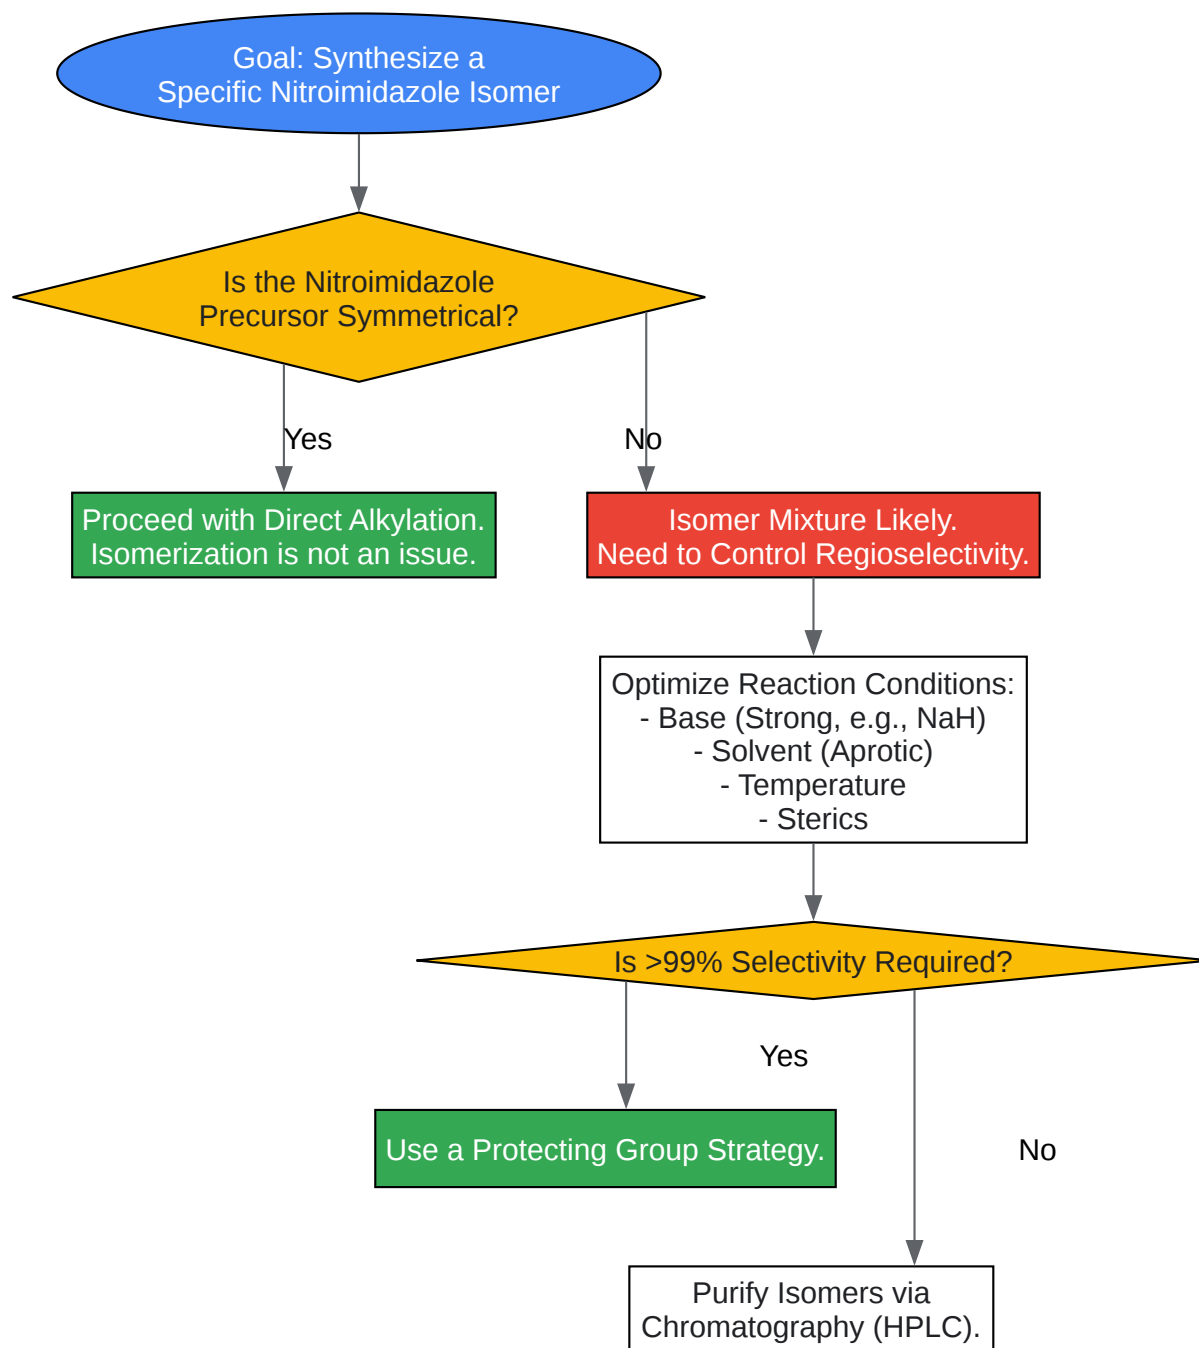 Goal: Synthesize a
Specific Nitroimidazole Isomer
Is the Nitroimidazole
Precursor Symmetrical?
Yes
No
Proceed with Direct Alkylation.
Isomerization is not an issue.
Isomer Mixture Likely.
Need to Control Regioselectivity.
Optimize Reaction Conditions:
- Base (Strong, e.g., NaH)
- Solvent (Aprotic)
- Temperature
- Sterics
Is >99% Selectivity Required?
Yes
Use a Protecting Group Strategy.
No
Purify Isomers via
Chromatography (HPLC).